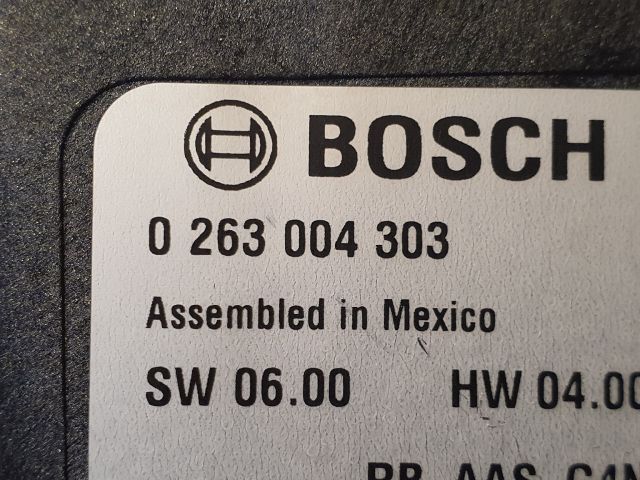 BOSCH
0 263 004 303
Assembled in Mexico
SW 06.00 HW 04.00